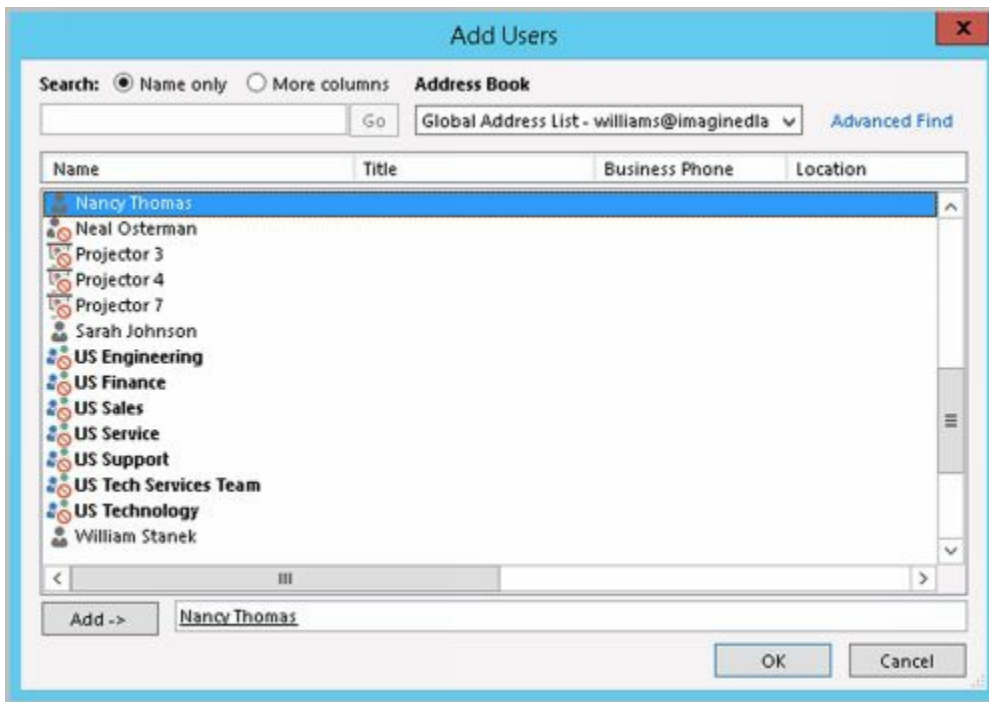 Add Users
x
Search: Name only More columns Address Book
Go Global Address List - williams@imaginedla Advanced Find
Name Title Business Phone Location
Nancy Thomas
Neal Osterman
Projector 3
Projector 4
Projector 7
Sarah Johnson
US Engineering
US Finance
US Sales
US Service
US Support
US Tech Services Team
US Technology
William Stanek
Add -> Nancy Thomas
OK Cancel